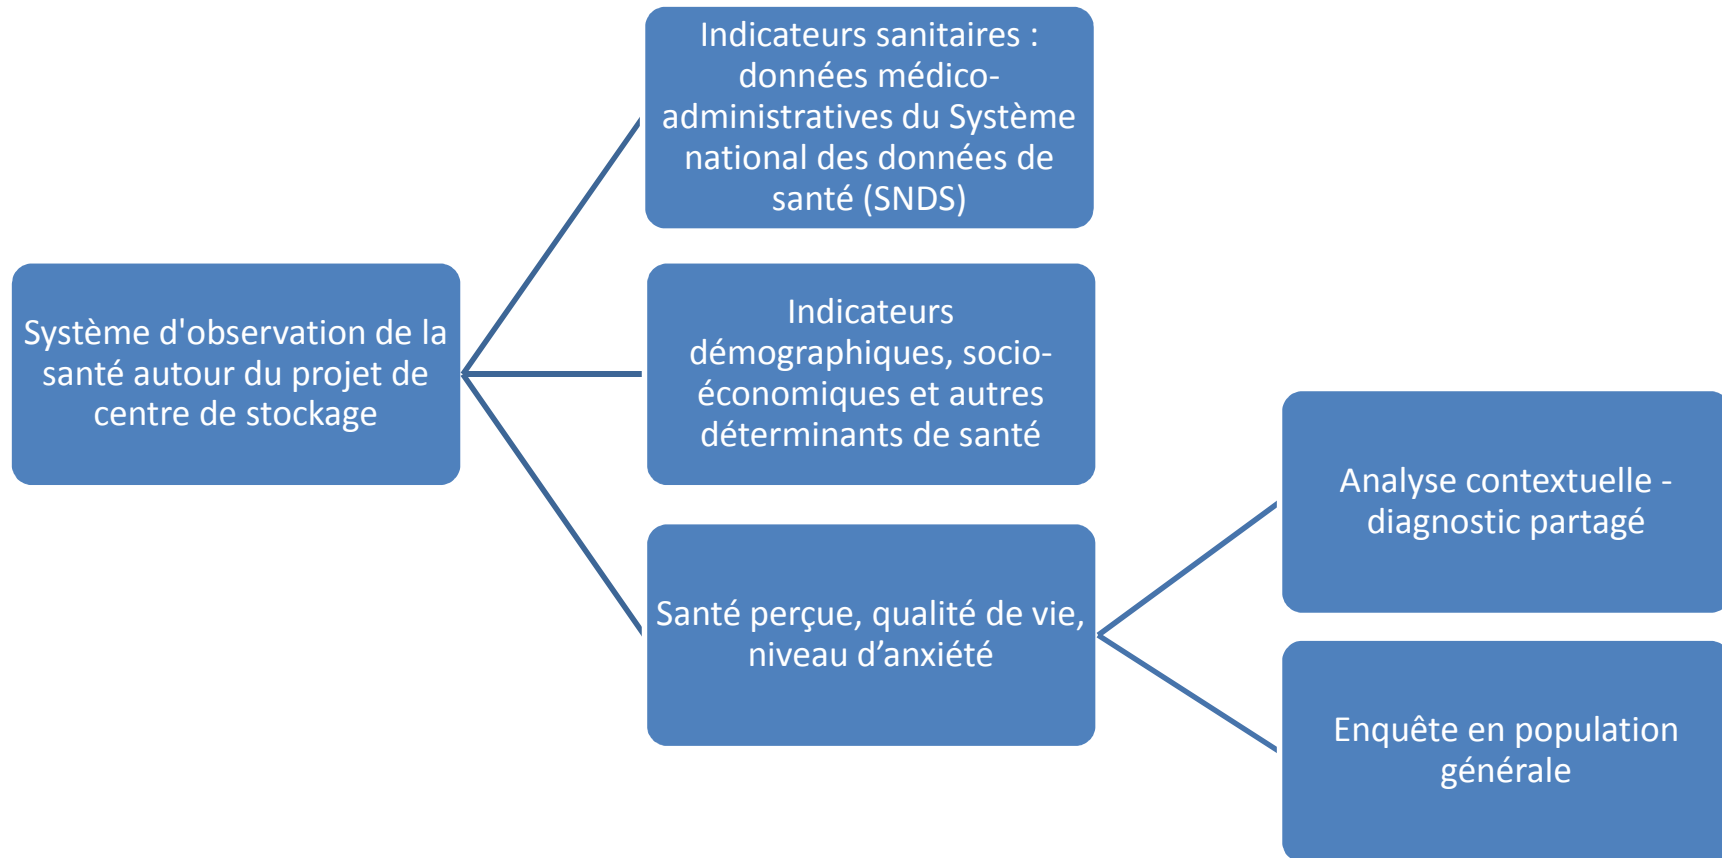 Indicateurs sanitaires :
données médico-
administratives du Système
national des données de
santé (SNDS)
Système d'observation de la
santé autour du projet de
centre de stockage
Indicateurs
démographiques, socio-
économiques et autres
déterminants de santé
Santé perçue, qualité de vie,
niveau d’anxiété
Analyse contextuelle -
diagnostic partagé
Enquête en population
générale